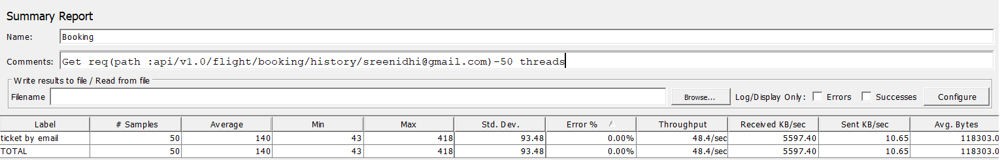 Summary Report
Name: Booking
Comments: Get req(path :api/v1.0/flight/booking/history/sreenidhi@gmail.com)-50 threads
Write results to file / Read from file
Filename Browse... Log/Display Only: Errors Successes Configure
Label # Samples Average Min Max Std. Dev. Error % Throughput Received KB/sec Sent KB/sec Avg. Bytes
ticket by email 50 140 43 418 93.48 0.00% 48.4/sec 5597.40 10.65 118303.0
TOTAL 50 140 43 418 93.48 0.00% 48.4/sec 5597.40 10.65 118303.0